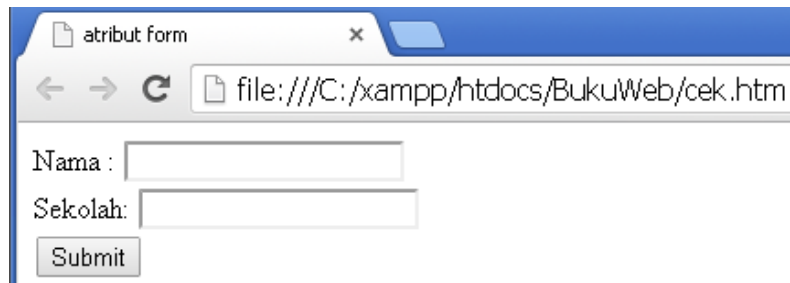 atribut form
file:///C:/xampp/htdocs/BukuWeb/cek.htm
Nama :
Sekolah:
Submit